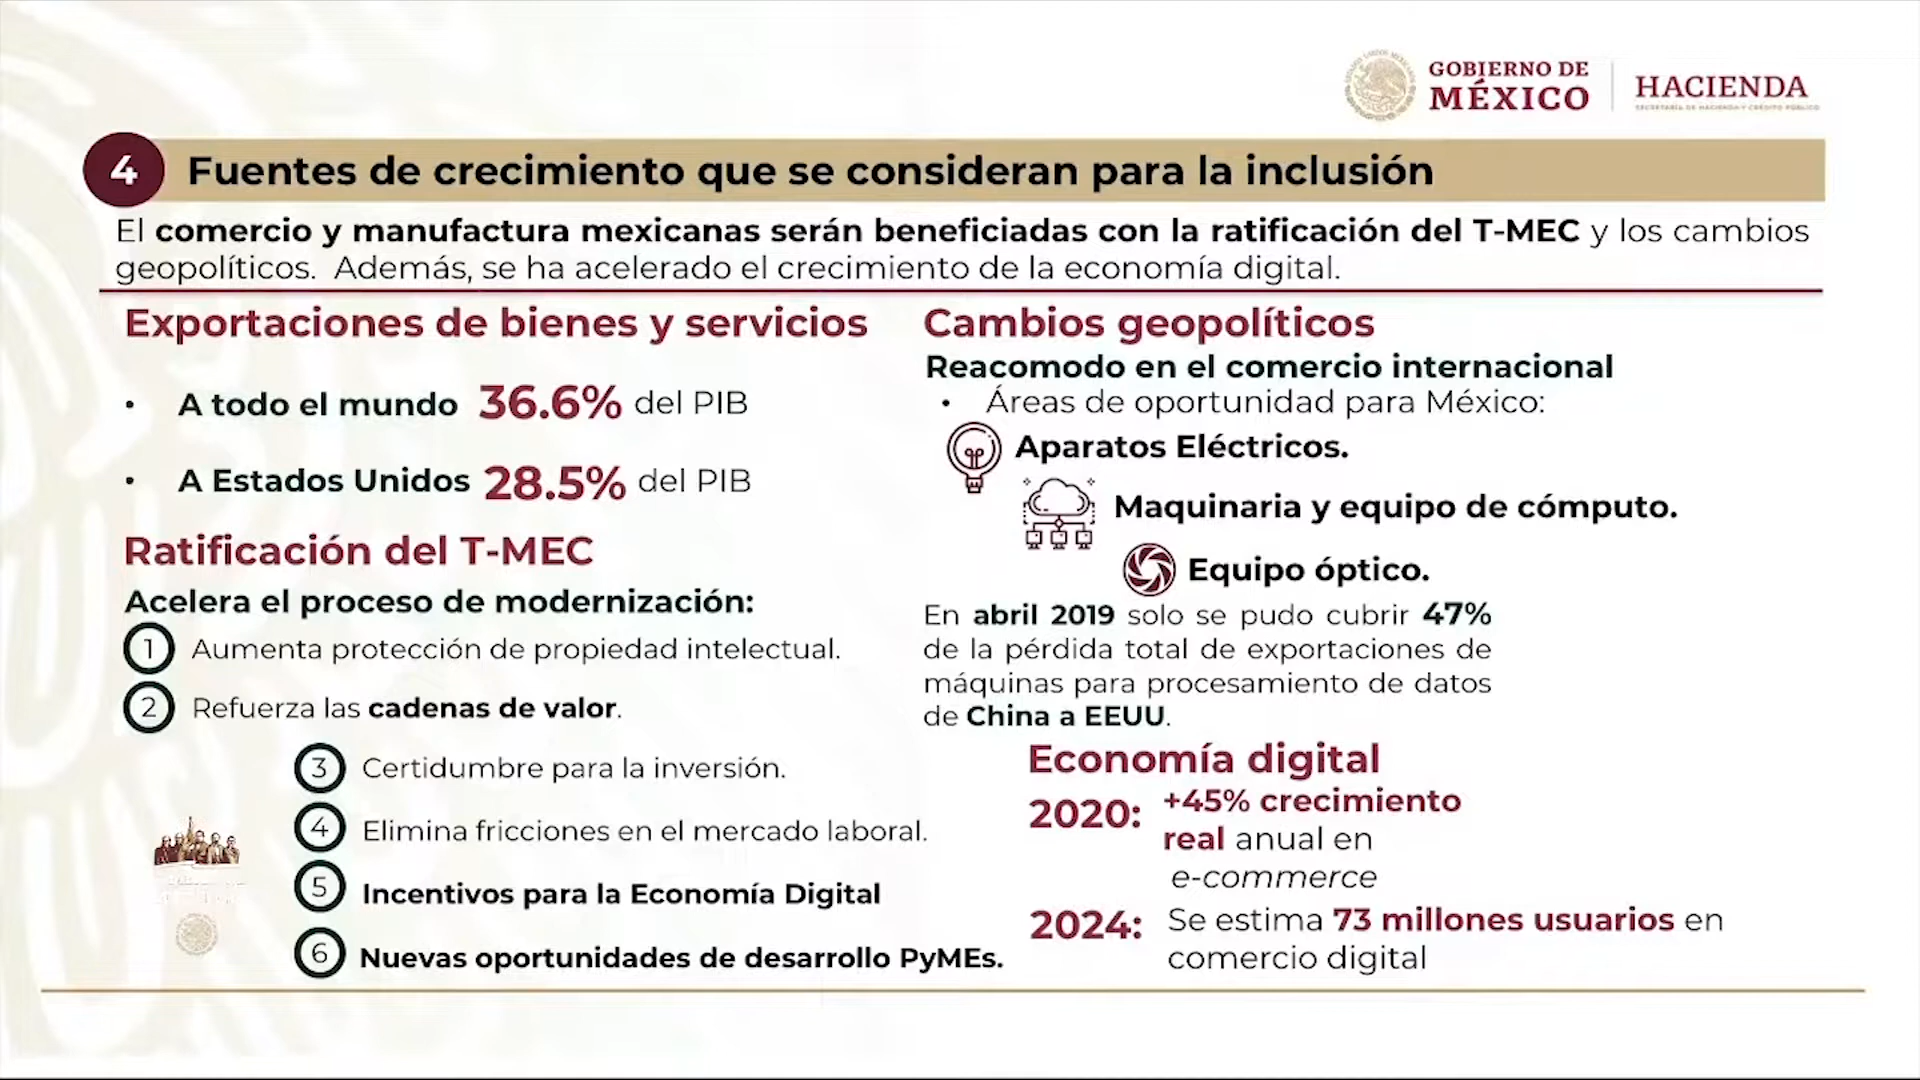 GOBIERNO DE
MÉXICO
HACIENDA
SECRETARÍA DE HACIENDA Y CRÉDITO PÚBLICO
4
Fuentes de crecimiento que se consideran para la inclusión
El comercio y manufactura mexicanas serán beneficiadas con la ratificación del T-MEC y los cambios
geopolíticos. Además, se ha acelerado el crecimiento de la economía digital.
Exportaciones de bienes y servicios
• A todo el mundo 36.6% del PIB
• A Estados Unidos 28.5% del PIB
Ratificación del T-MEC
Acelera el proceso de modernización:
1 Aumenta protección de propiedad intelectual.
2 Refuerza las cadenas de valor.
3 Certidumbre para la inversión.
4 Elimina fricciones en el mercado laboral.
5 Incentivos para la Economía Digital
6 Nuevas oportunidades de desarrollo PyMEs.
Cambios geopolíticos
Reacomodo en el comercio internacional
• Áreas de oportunidad para México:
Aparatos Eléctricos.
Maquinaria y equipo de cómputo.
Equipo óptico.
En abril 2019 solo se pudo cubrir 47%
de la pérdida total de exportaciones de
máquinas para procesamiento de datos
de China a EEUU.
Economía digital
2020: +45% crecimiento
real anual en
e-commerce
2024: Se estima 73 millones usuarios en
comercio digital